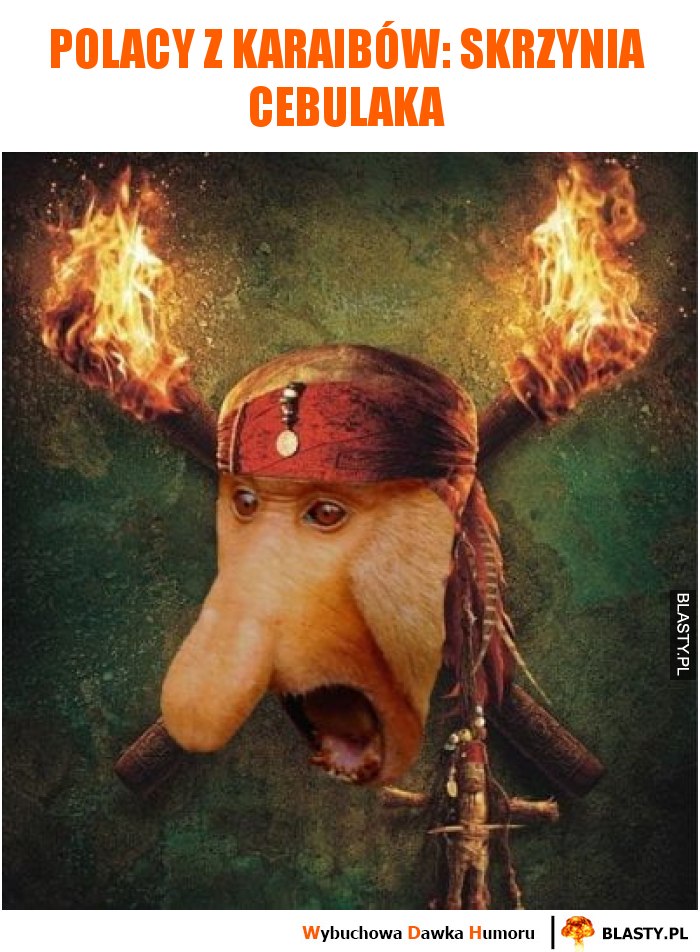 POLACY Z KARAIBÓW: SKRZYNIA
CEBULAKA
BLASTY.PL
Wybuchowa Dawka Humoru
BLASTY.PL